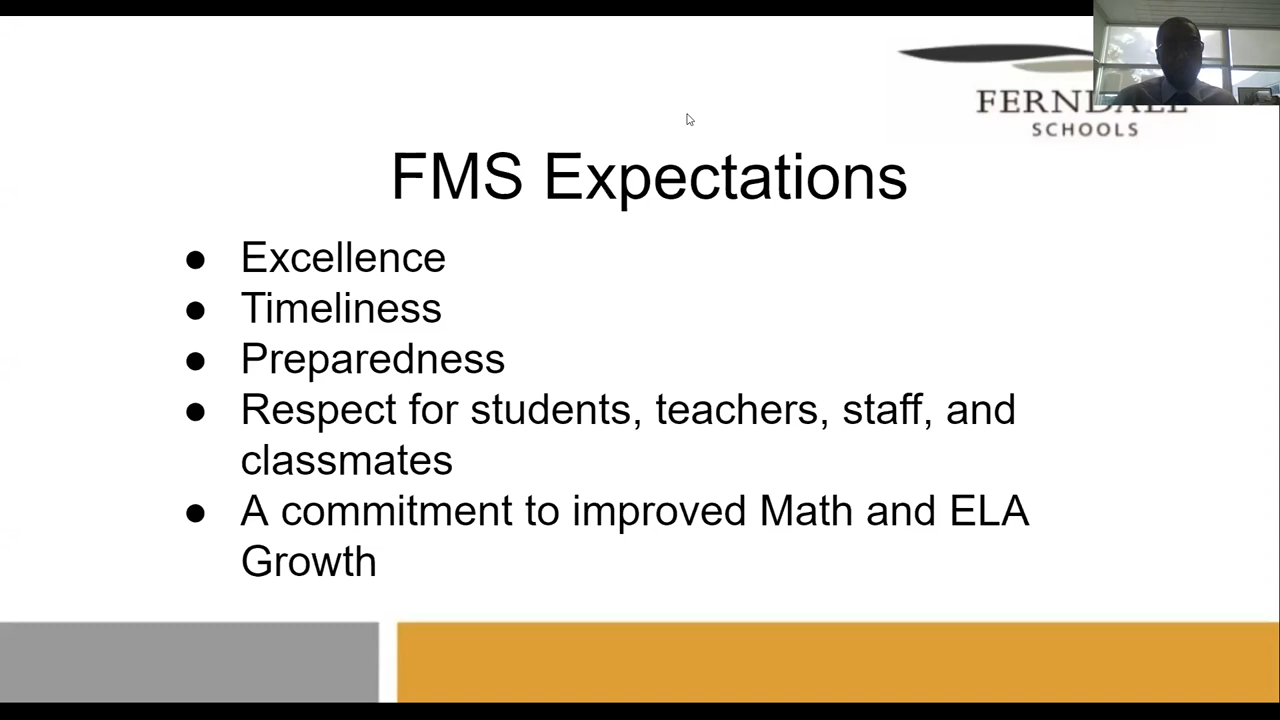 FERNDALE
SCHOOLS
FMS Expectations
● Excellence
● Timeliness
● Preparedness
● Respect for students, teachers, staff, and
classmates
● A commitment to improved Math and ELA
Growth